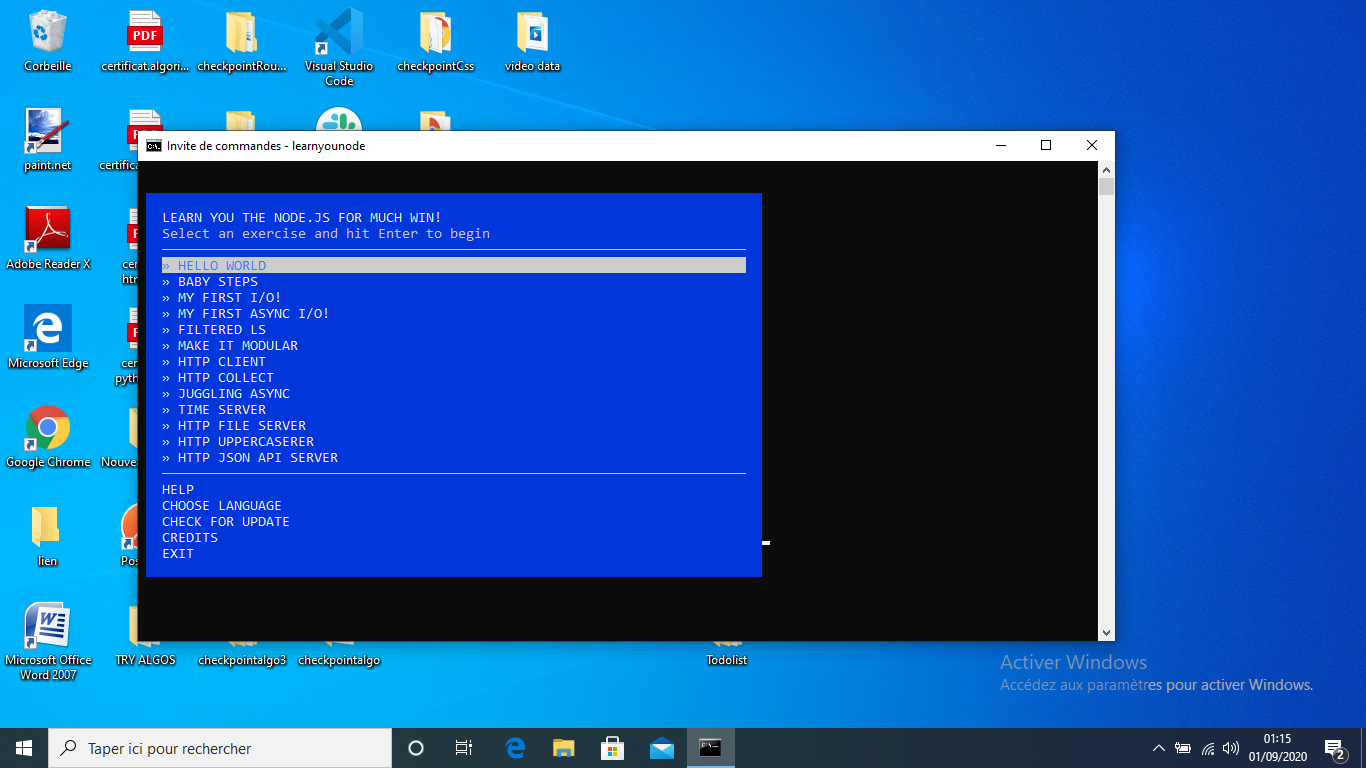 Corbeille
certificat.algori...
checkpointRou...
Visual Studio
Code
checkpointCss
video data
paint.net
certifica
Adobe Reader X
cer
htn
Microsoft Edge
cer
pyth
Google Chrome
Nouve
lien
Pos
Microsoft Office
Word 2007
TRY ALGOS
checkpointalgo3
checkpointalgo
Todolist
PDF
Invite de commandes - learnyounode
LEARN YOU THE NODE.JS FOR MUCH WIN!
Select an exercise and hit Enter to begin
» HELLO WORLD
» BABY STEPS
» MY FIRST I/O!
» MY FIRST ASYNC I/O!
» FILTERED LS
» MAKE IT MODULAR
» HTTP CLIENT
» HTTP COLLECT
» JUGGLING ASYNC
» TIME SERVER
» HTTP FILE SERVER
» HTTP UPPERCASERER
» HTTP JSON API SERVER
HELP
CHOOSE LANGUAGE
CHECK FOR UPDATE
CREDITS
EXIT
Activer Windows
Accédez aux paramètres pour activer Windows.
Taper ici pour rechercher
01:15
01/09/2020
2